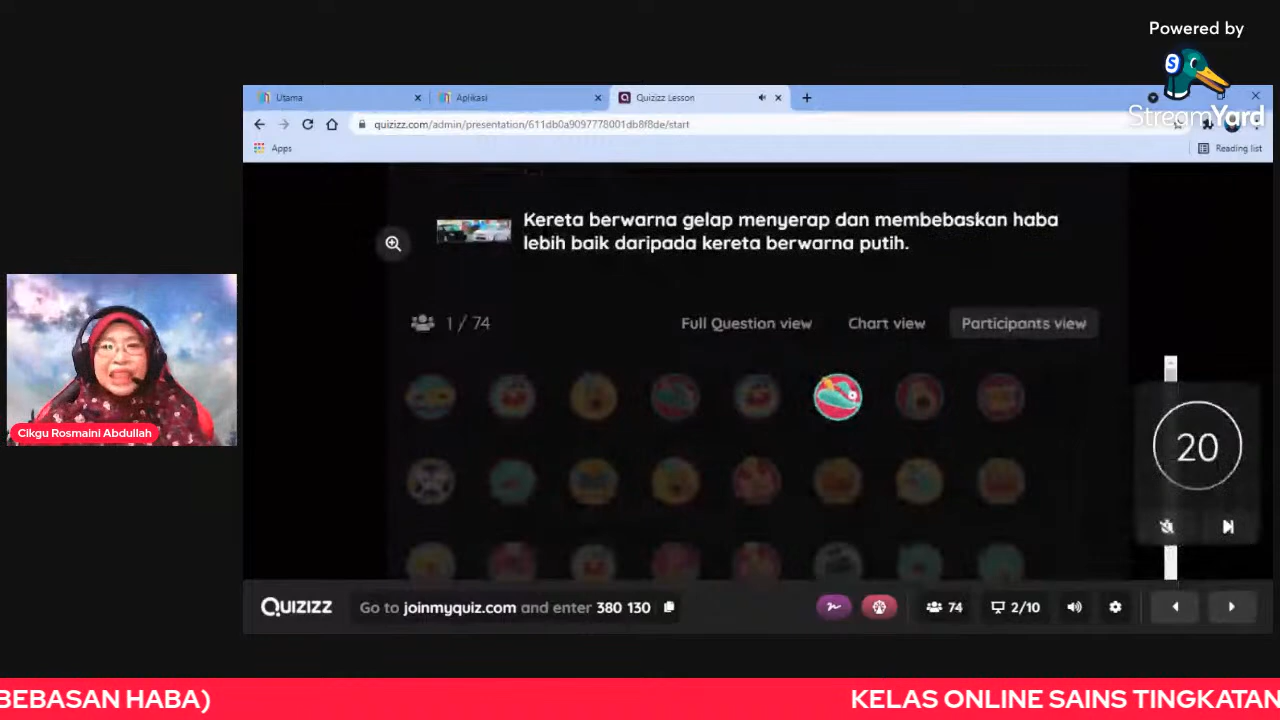 Powered by
StreamYard
Utama
Aplikasi
Quizizz Lesson
quizizz.com/admin/presentation/611db0a9097778001db8f8de/start
Apps
Reading list
Kereta berwarna gelap menyerap dan membebaskan haba
lebih baik daripada kereta berwarna putih.
1 / 74
Full Question view
Chart view
Participants view
20
Cikgu Rosmaini Abdullah
QUIZIZZ
Go to joinmyquiz.com and enter 380 130
74
2/10
BEBASAN HABA)
KELAS ONLINE SAINS TINGKATAN